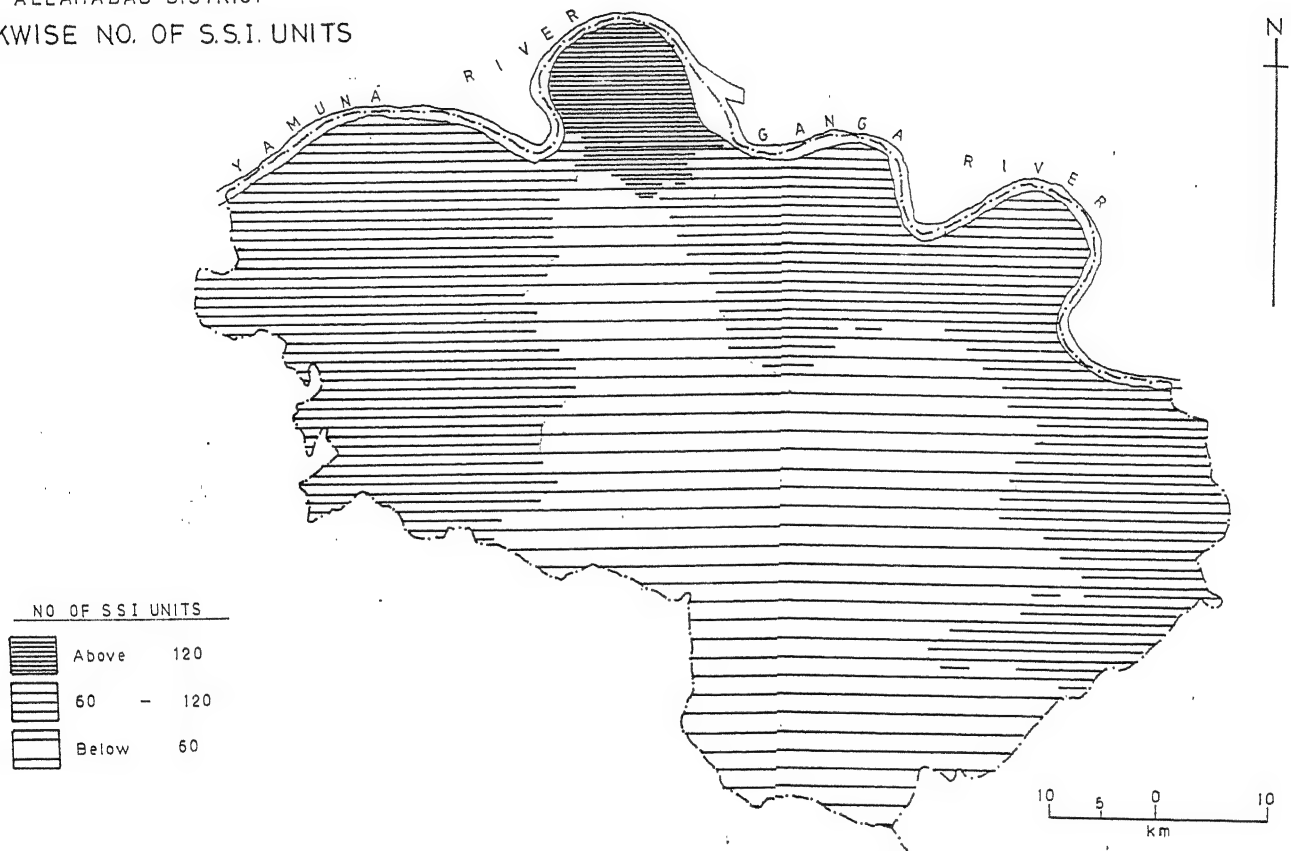 KWISE NO. OF S.S.I. UNITS
N
YAMUNA RIVER
GANGA RIVER
NO OF SSI UNITS
Above 120
60 - 120
Below 60
10 5 0 10
km